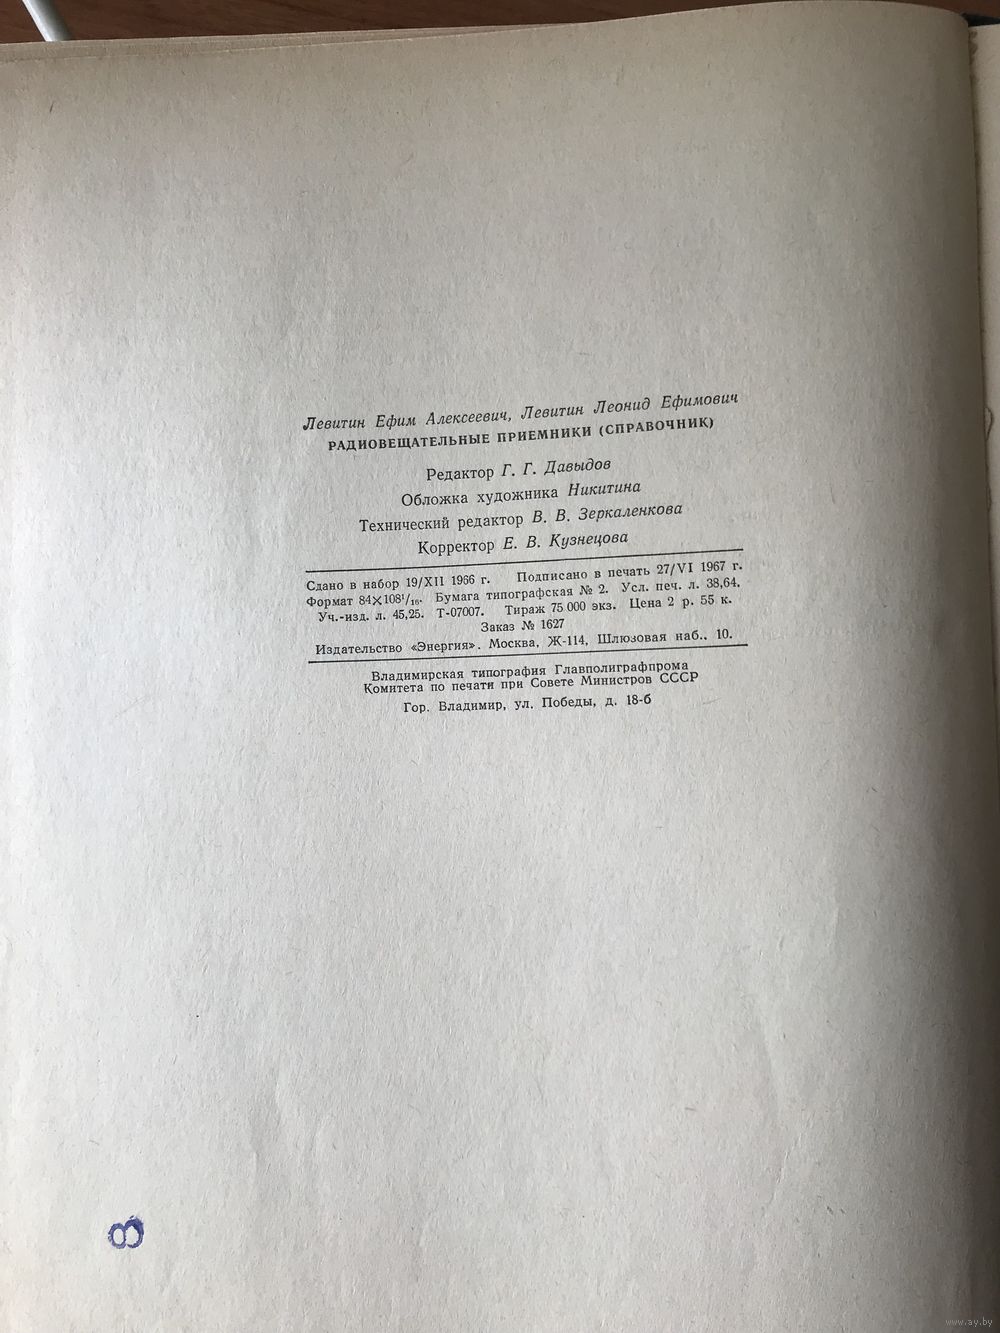 Левитин Ефим Алексеевич, Левитин Леонид Ефимович
РАДИОВЕЩАТЕЛЬНЫЕ ПРИЕМНИКИ (СПРАВОЧНИК)
Редактор Г. Г. Давыдов
Обложка художника Никитина
Технический редактор В. В. Зеркаленкова
Корректор Е. В. Кузнецова
Сдано в набор 19/XII 1966 г. Подписано в печать 27/VI 1967 г.
Формат 84×108¹/₁₆. Бумага типографская № 2. Усл. печ. л. 38,64.
Уч.-изд. л. 45,25. Т-07007. Тираж 75 000 экз. Цена 2 р. 55 к.
Заказ № 1627
Издательство «Энергия». Москва, Ж-114, Шлюзовая наб., 10.
Владимирская типография Главполиграфпрома
Комитета по печати при Совете Министров СССР
Гор. Владимир, ул. Победы, д. 18-б
8
www.ay.by